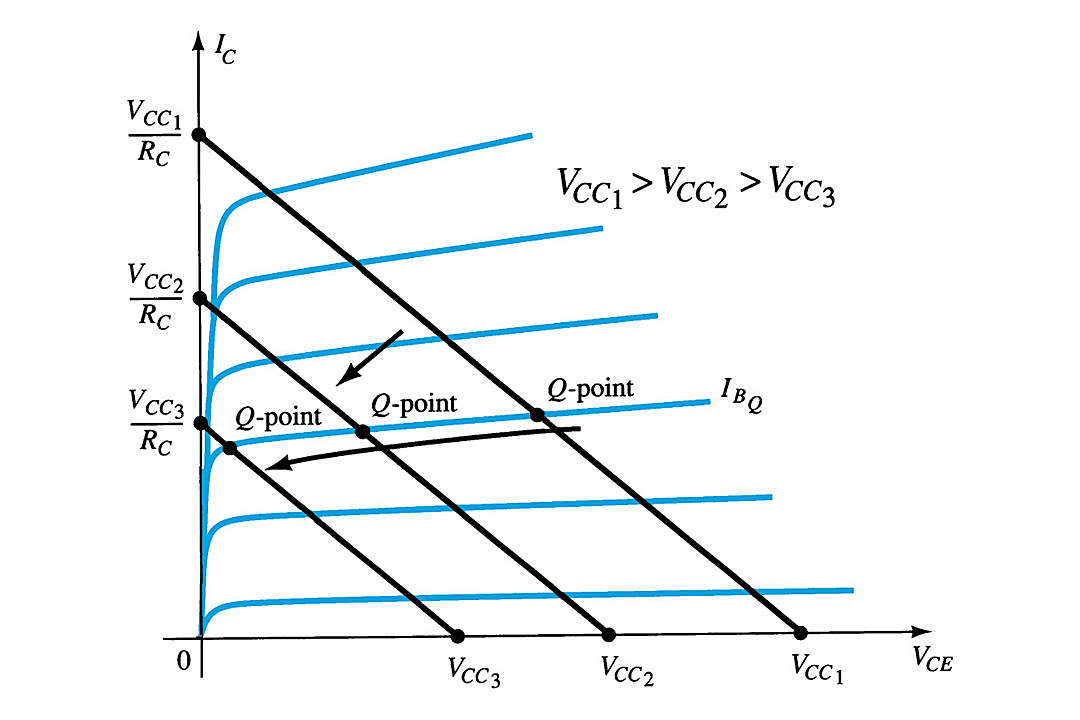 I_C
V_CC1
R_C
V_CC1 > V_CC2 > V_CC3
V_CC2
R_C
V_CC3
R_C
Q-point
Q-point
Q-point
I_BQ
0
V_CC3
V_CC2
V_CC1
V_CE